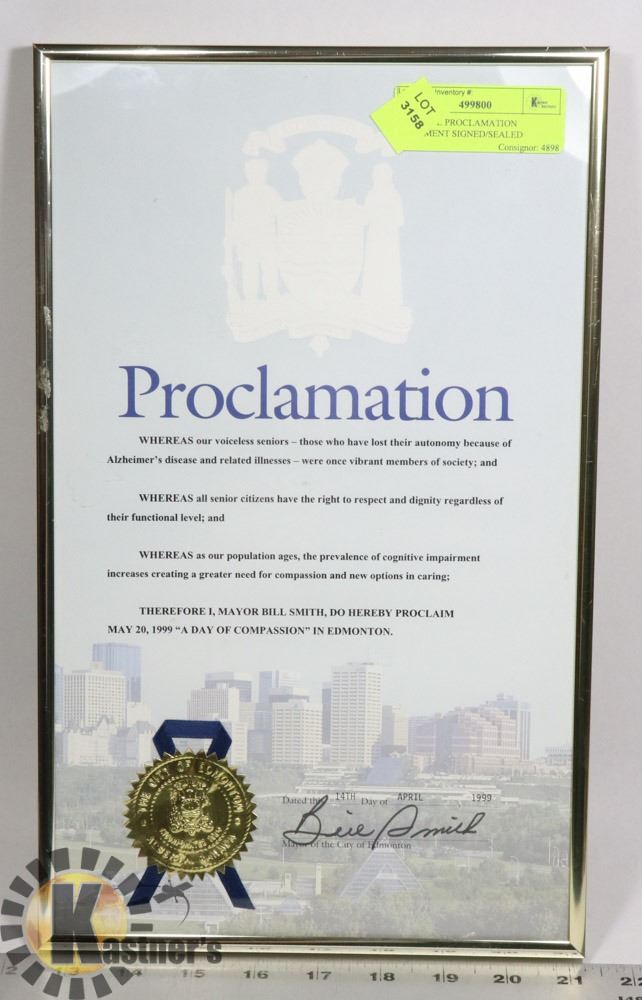 Inventory #:
499800
LOT
3158
PROCLAMATION
MENT SIGNED/SEALED
Consignor: 4898
Proclamation
WHEREAS our voiceless seniors – those who have lost their autonomy because of
Alzheimer's disease and related illnesses – were once vibrant members of society; and
WHEREAS all senior citizens have the right to respect and dignity regardless of
their functional level; and
WHEREAS as our population ages, the prevalence of cognitive impairment
increases creating a greater need for compassion and new options in caring;
THEREFORE I, MAYOR BILL SMITH, DO HEREBY PROCLAIM
MAY 20, 1999 “A DAY OF COMPASSION” IN EDMONTON.
Dated the 14TH Day of APRIL 1999
Bill Smith
Mayor of the City of Edmonton
THE CITY OF EDMONTON
Kastner's
12 13 14 15 16 17 18 19 20 21 22